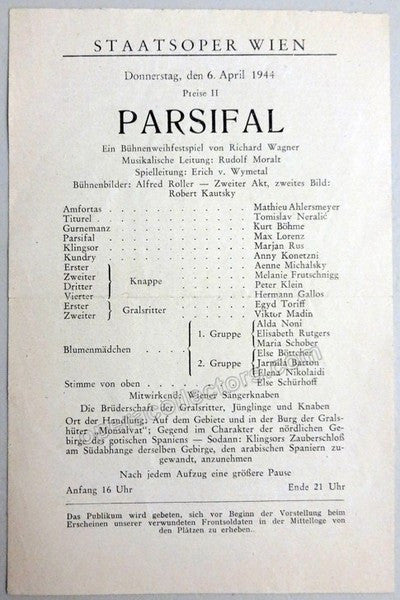 STAATSOPER WIEN
Donnerstag, den 6. April 1944
Preise II
PARSIFAL
Ein Bühnenweihfestspiel von Richard Wagner
Musikalische Leitung: Rudolf Moralt
Spielleitung: Erich v. Wymetal
Bühnenbilder: Alfred Roller — Zweiter Akt, zweites Bild:
Robert Kautsky
Amfortas . . . . . . . . . . Mathieu Ahlersmeyer
Titurel . . . . . . . . . . Tomislav Neralić
Gurnemanz . . . . . . . . . . Kurt Böhme
Parsifal . . . . . . . . . . Max Lorenz
Klingsor . . . . . . . . . . Marjan Rus
Kundry . . . . . . . . . . Anny Konetzni
Erster Aenne Michalsky
Zweiter Knappe . . . . . . Melanie Frutschnigg
Dritter Peter Klein
Vierter Hermann Gallos
Erster Gralsritter . . . . . . Egyd Toriff
Zweiter Viktor Madin
Blumenmädchen
1. Gruppe Alda Noni
Elisabeth Rutgers
Maria Schober
2. Gruppe Else Böttcher
Jarmila Barton
Elena Nikolaidi
Stimme von oben . . . . . . . . Else Schürhoff
Mitwirkend: Wiener Sängerknaben
Die Brüderschaft der Gralsritter, Jünglinge und Knaben
Ort der Handlung: Auf dem Gebiete und in der Burg der Grals-
hüter „Monsalvat"; Gegend im Charakter der nördlichen Ge-
birge des gotischen Spaniens — Sodann: Klingsors Zauberschloß
am Südabhange derselben Gebirge, den arabischen Spaniern zu-
gewandt, anzunehmen
Nach jedem Aufzug eine größere Pause
Anfang 16 Uhr Ende 21 Uhr
Das Publikum wird gebeten, sich vor Beginn der Vorstellung beim
Erscheinen unserer verwundeten Frontsoldaten in der Mittelloge von
den Plätzen zu erheben.